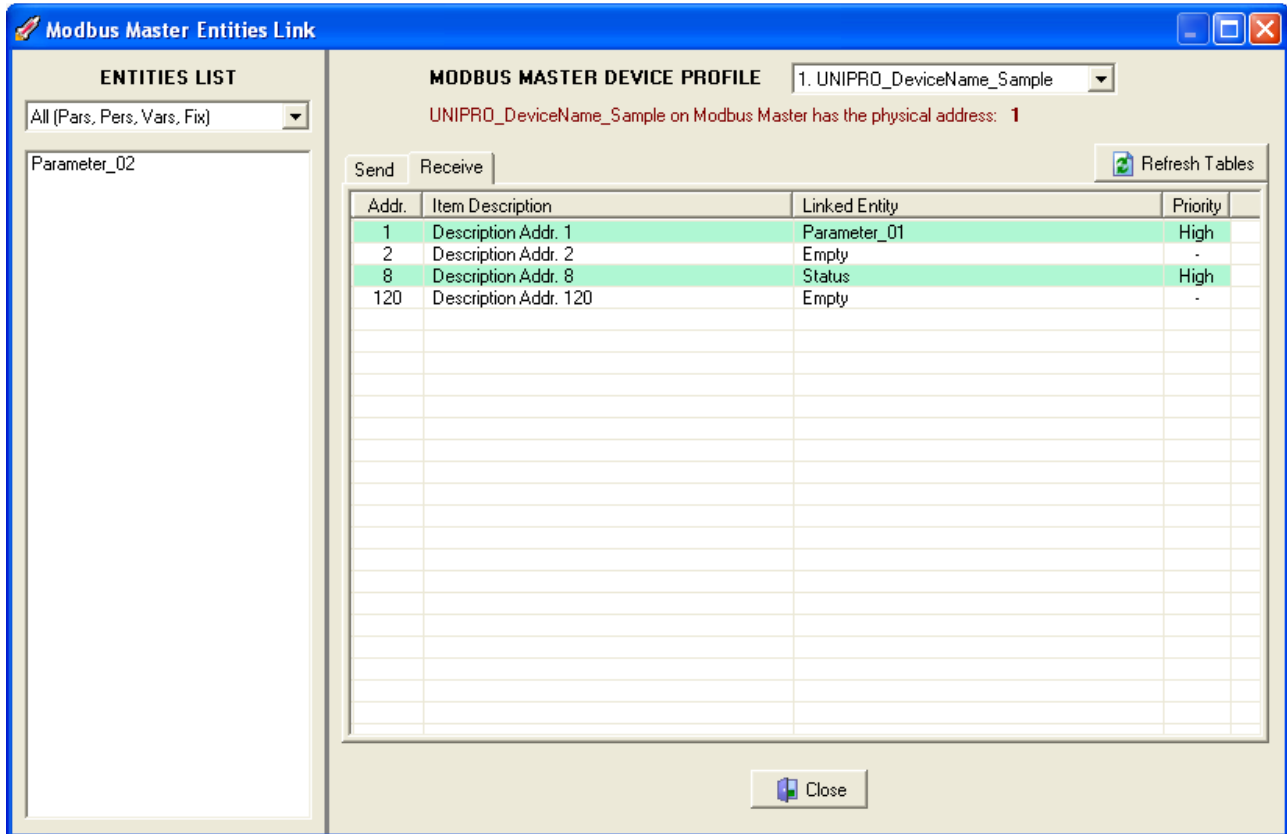 Modbus Master Entities Link
ENTITIES LIST
All (Pars, Pers, Vars, Fix)
Parameter_02
MODBUS MASTER DEVICE PROFILE 1. UNIPRO_DeviceName_Sample
UNIPRO_DeviceName_Sample on Modbus Master has the physical address: 1
Send Receive Refresh Tables
Addr. Item Description Linked Entity Priority
1 Description Addr. 1 Parameter_01 High
2 Description Addr. 2 Empty -
8 Description Addr. 8 Status High
120 Description Addr. 120 Empty -
Close